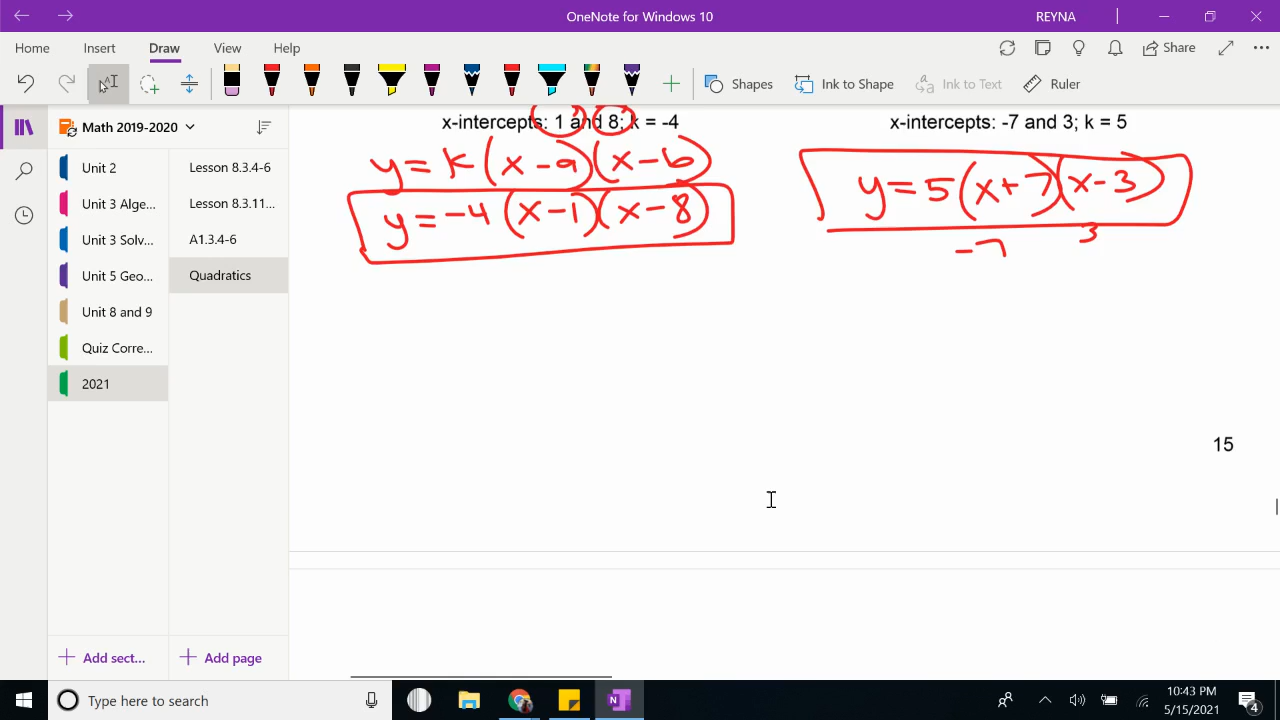 OneNote for Windows 10
REYNA
Home
Insert
Draw
View
Help
Share
Shapes
Ink to Shape
Ink to Text
Ruler
Math 2019-2020
Unit 2
Unit 3 Alge...
Unit 3 Solv...
Unit 5 Geo...
Unit 8 and 9
Quiz Corre...
2021
Add sect...
Lesson 8.3.4-6
Lesson 8.3.11...
A1.3.4-6
Quadratics
Add page
x-intercepts: 1 and 8; k = -4
y = k (x - a)(x - b)
y = -4 (x - 1)(x - 8)
x-intercepts: -7 and 3; k = 5
y = 5 (x + 7)(x - 3)
-7 3
15
Type here to search
10:43 PM
5/15/2021
4